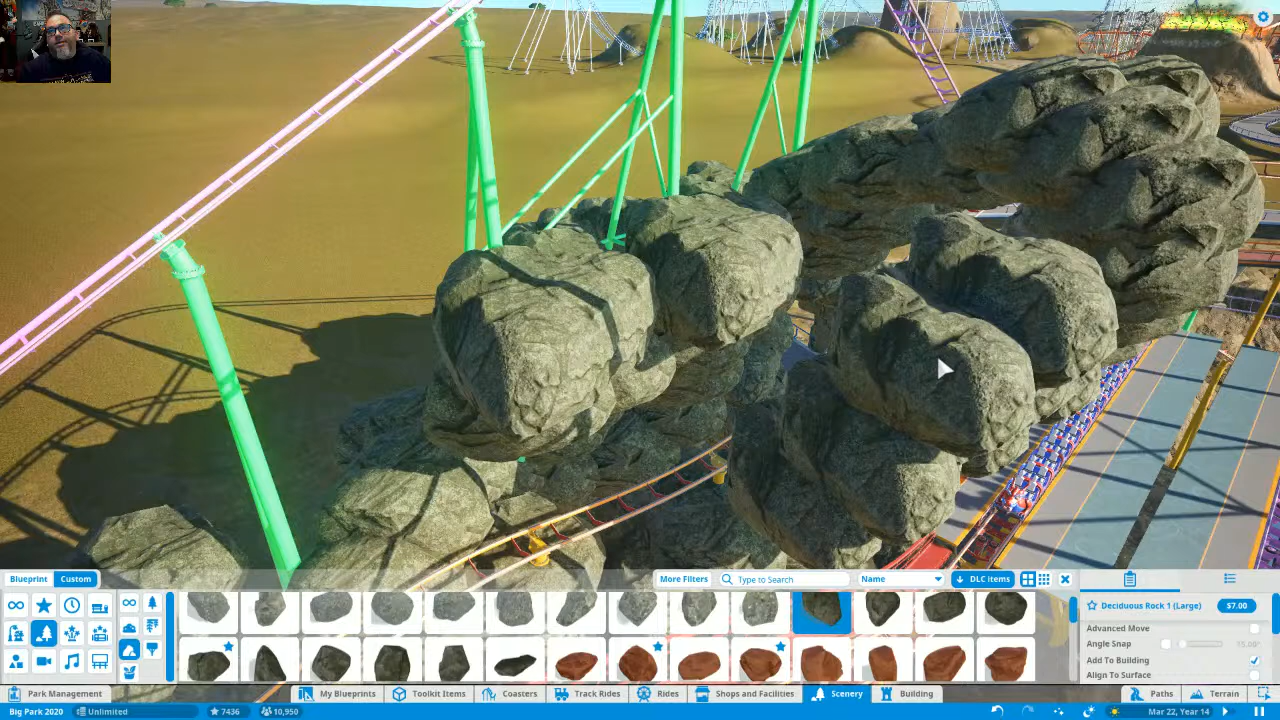 Blueprint Custom
More Filters Type to Search Name DLC items
Deciduous Rock 1 (Large) $7.00
Advanced Move
Angle Snap 15.00°
Add To Building
Align To Surface
Park Management My Blueprints Toolkit Items Coasters Track Rides Rides Shops and Facilities Scenery Building Paths Terrain
Big Park 2020 Unlimited 7436 10,950 Mar 22, Year 14